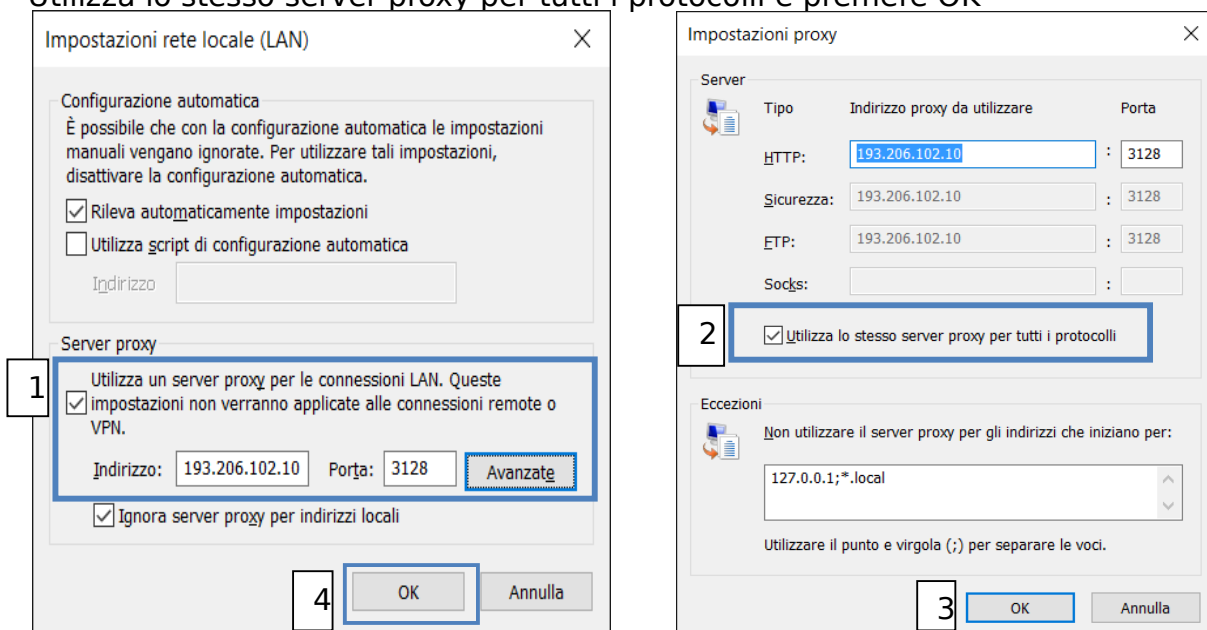 Utilizza lo stesso server proxy per tutti i protocolli e premere OK
Impostazioni rete locale (LAN)
Configurazione automatica
È possibile che con la configurazione automatica le impostazioni
manuali vengano ignorate. Per utilizzare tali impostazioni,
disattivare la configurazione automatica.
Rileva automaticamente impostazioni
Utilizza script di configurazione automatica
Indirizzo
Server proxy
1
Utilizza un server proxy per le connessioni LAN. Queste
impostazioni non verranno applicate alle connessioni remote o
VPN.
Indirizzo: 193.206.102.10 Porta: 3128 Avanzate
Ignora server proxy per indirizzi locali
4 OK Annulla
Impostazioni proxy
Server
Tipo Indirizzo proxy da utilizzare Porta
HTTP: 193.206.102.10 : 3128
Sicurezza: 193.206.102.10 : 3128
FTP: 193.206.102.10 : 3128
Socks: :
2 Utilizza lo stesso server proxy per tutti i protocolli
Eccezioni
Non utilizzare il server proxy per gli indirizzi che iniziano per:
127.0.0.1;*.local
Utilizzare il punto e virgola (;) per separare le voci.
3 OK Annulla